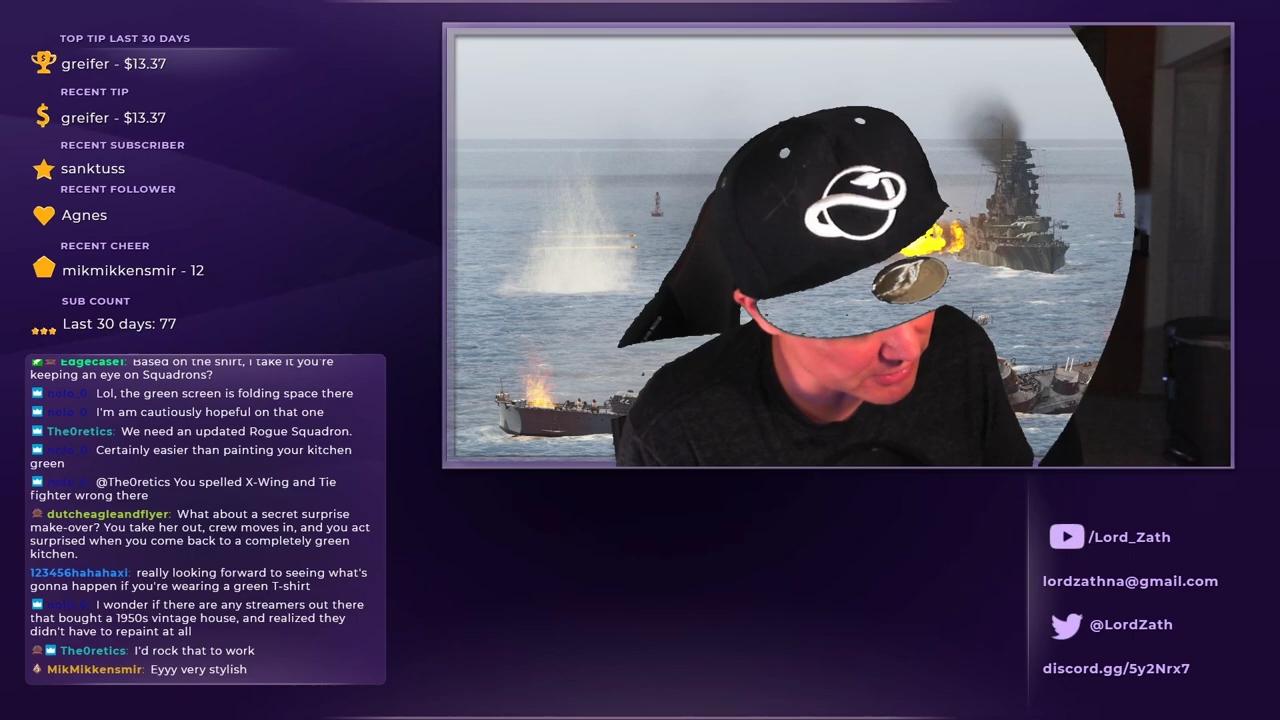 TOP TIP LAST 30 DAYS
greifer - $13.37
RECENT TIP
greifer - $13.37
RECENT SUBSCRIBER
sanktuss
RECENT FOLLOWER
Agnes
RECENT CHEER
mikmikkensmir - 12
SUB COUNT
Last 30 days: 77
Edgecase1: Based on the shirt, I take it you're
keeping an eye on Squadrons?
nolo_0: Lol, the green screen is folding space there
nolo_0: I'm am cautiously hopeful on that one
The0retics: We need an updated Rogue Squadron.
nolo_0: Certainly easier than painting your kitchen
green
nolo_0: @The0retics You spelled X-Wing and Tie
fighter wrong there
dutcheagleandflyer: What about a secret surprise
make-over? You take her out, crew moves in, and you act
surprised when you come back to a completely green
kitchen.
123456hahahaxi: really looking forward to seeing what's
gonna happen if you're wearing a green T-shirt
nolo_0: I wonder if there are any streamers out there
that bought a 1950s vintage house, and realized they
didn't have to repaint at all
The0retics: I'd rock that to work
MikMikkensmir: Eyyy very stylish
/Lord_Zath
lordzathna@gmail.com
@LordZath
discord.gg/5y2Nrx7